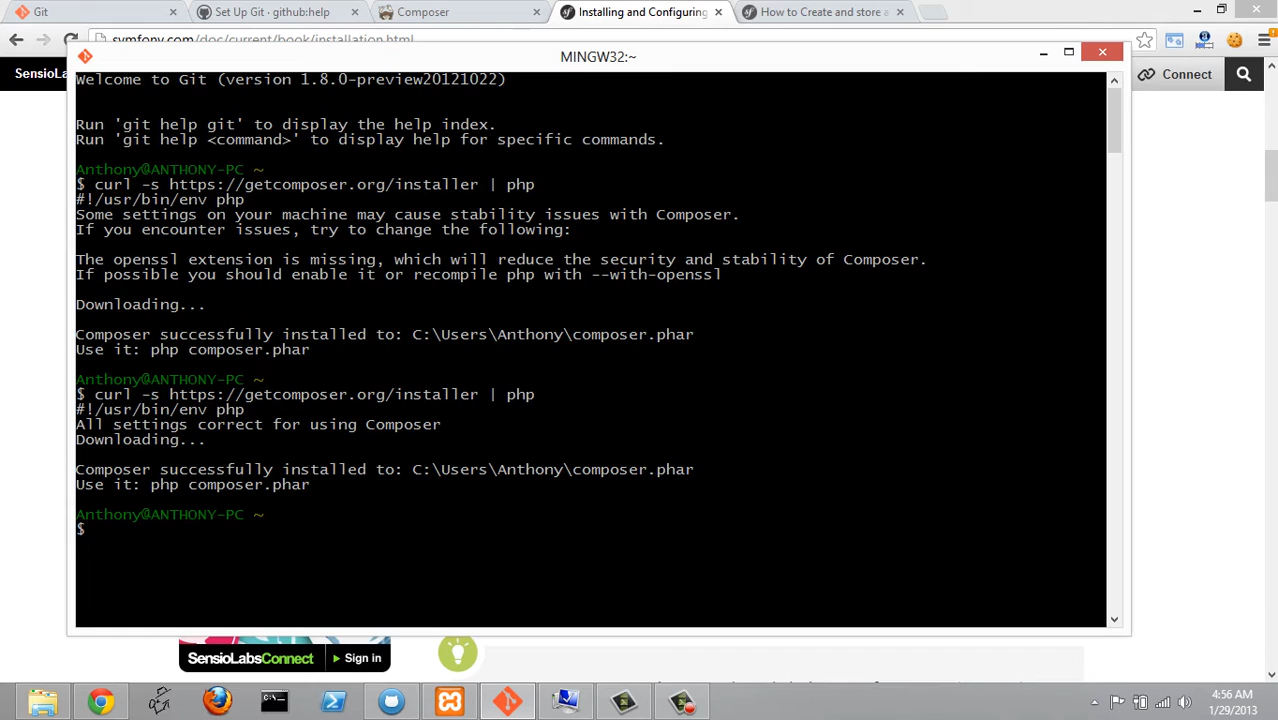 Git
Set Up Git · github:help
Composer
Installing and Configuring
How to Create and store a
symfony.com/doc/current/book/installation.html
SensioLa
MINGW32:~
Connect
Welcome to Git (version 1.8.0-preview20121022)
Run 'git help git' to display the help index.
Run 'git help <command>' to display help for specific commands.
Anthony@ANTHONY-PC ~
$ curl -s https://getcomposer.org/installer | php
#!/usr/bin/env php
Some settings on your machine may cause stability issues with Composer.
If you encounter issues, try to change the following:
The openssl extension is missing, which will reduce the security and stability of Composer.
If possible you should enable it or recompile php with --with-openssl
Downloading...
Composer successfully installed to: C:\Users\Anthony\composer.phar
Use it: php composer.phar
Anthony@ANTHONY-PC ~
$ curl -s https://getcomposer.org/installer | php
#!/usr/bin/env php
All settings correct for using Composer
Downloading...
Composer successfully installed to: C:\Users\Anthony\composer.phar
Use it: php composer.phar
Anthony@ANTHONY-PC ~
$
SensioLabsConnect
Sign in
4:56 AM
1/29/2013